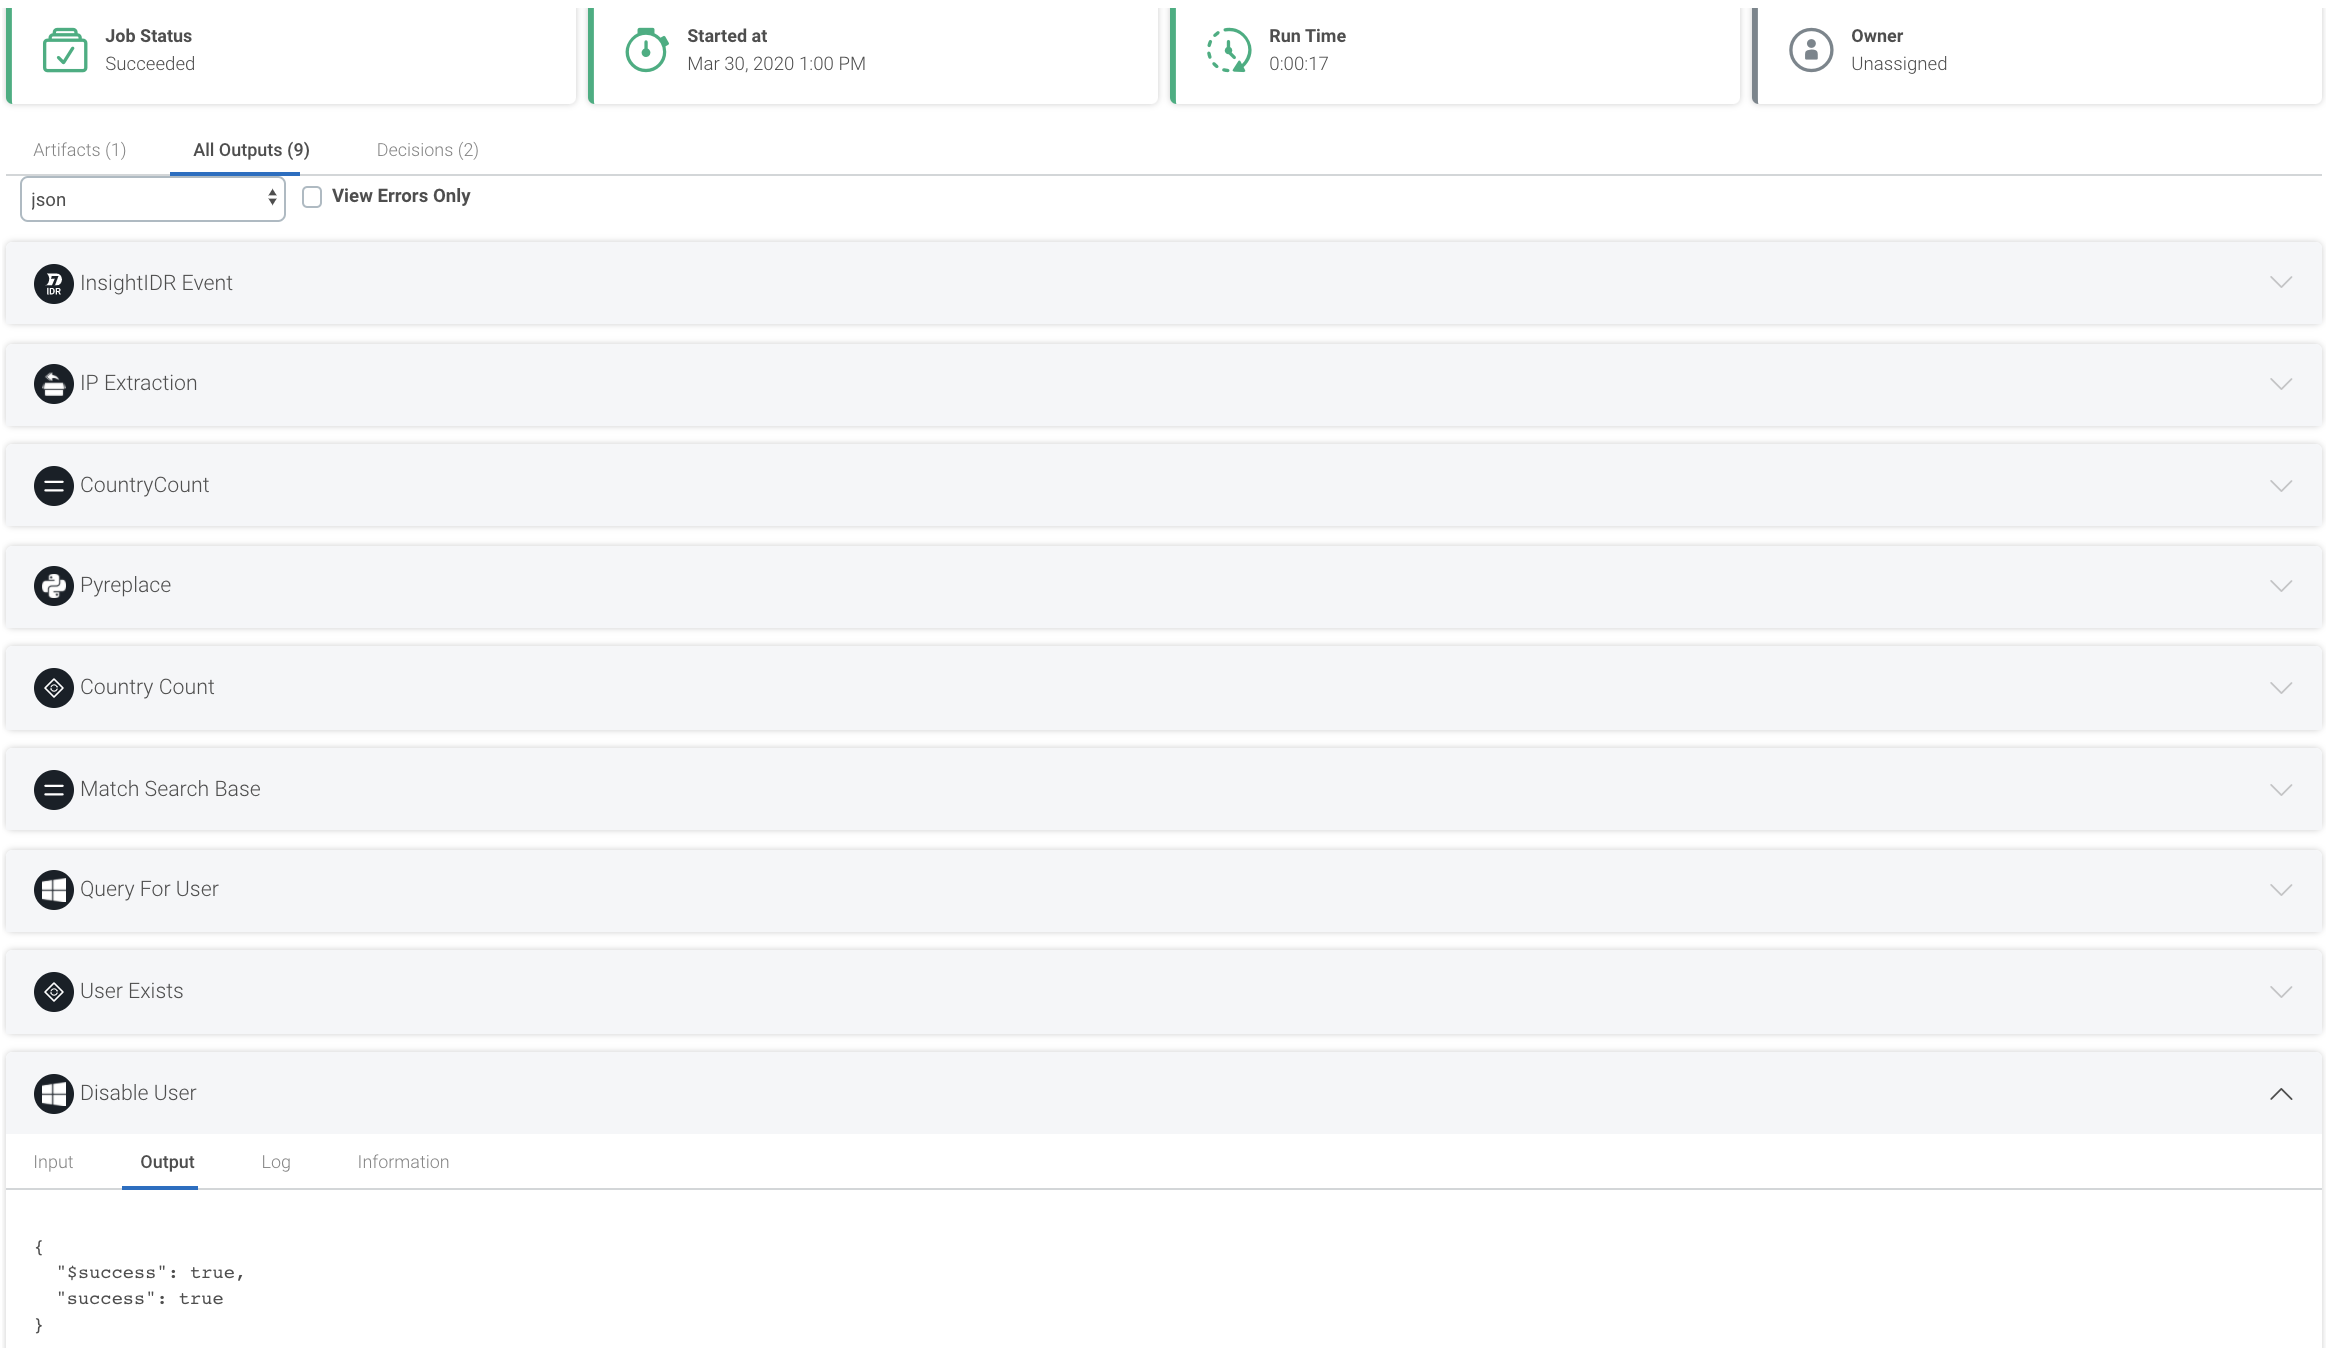 Job Status
Succeeded
Started at
Mar 30, 2020 1:00 PM
Run Time
0:00:17
Owner
Unassigned
Artifacts (1)
All Outputs (9)
Decisions (2)
json
View Errors Only
IDR
InsightIDR Event
IP Extraction
CountryCount
Pyreplace
Country Count
Match Search Base
Query For User
User Exists
Disable User
Input
Output
Log
Information
{
"$success": true,
"success": true
}